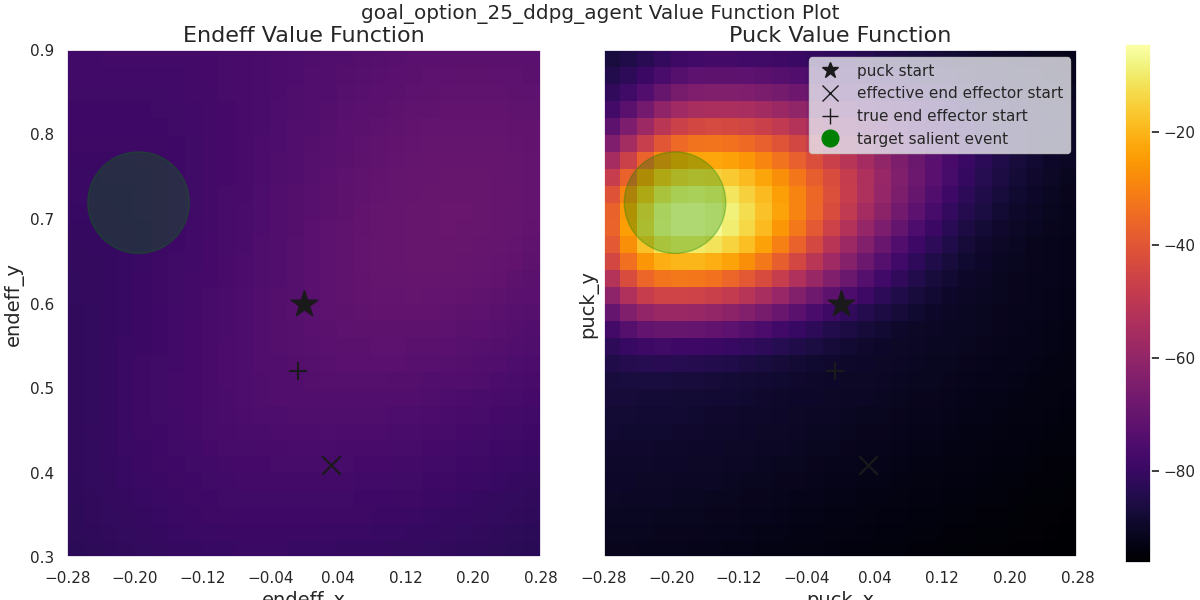 goal_option_25_ddpg_agent Value Function Plot
Endeff Value Function
Puck Value Function
endeff_y
0.9
0.8
0.7
0.6
0.5
0.4
0.3
−0.28 −0.20 −0.12 −0.04 0.04 0.12 0.20 0.28
endeff_x
puck_y
puck start
effective end effector start
true end effector start
target salient event
−0.28 −0.20 −0.12 −0.04 0.04 0.12 0.20 0.28
puck_x
−20
−40
−60
−80